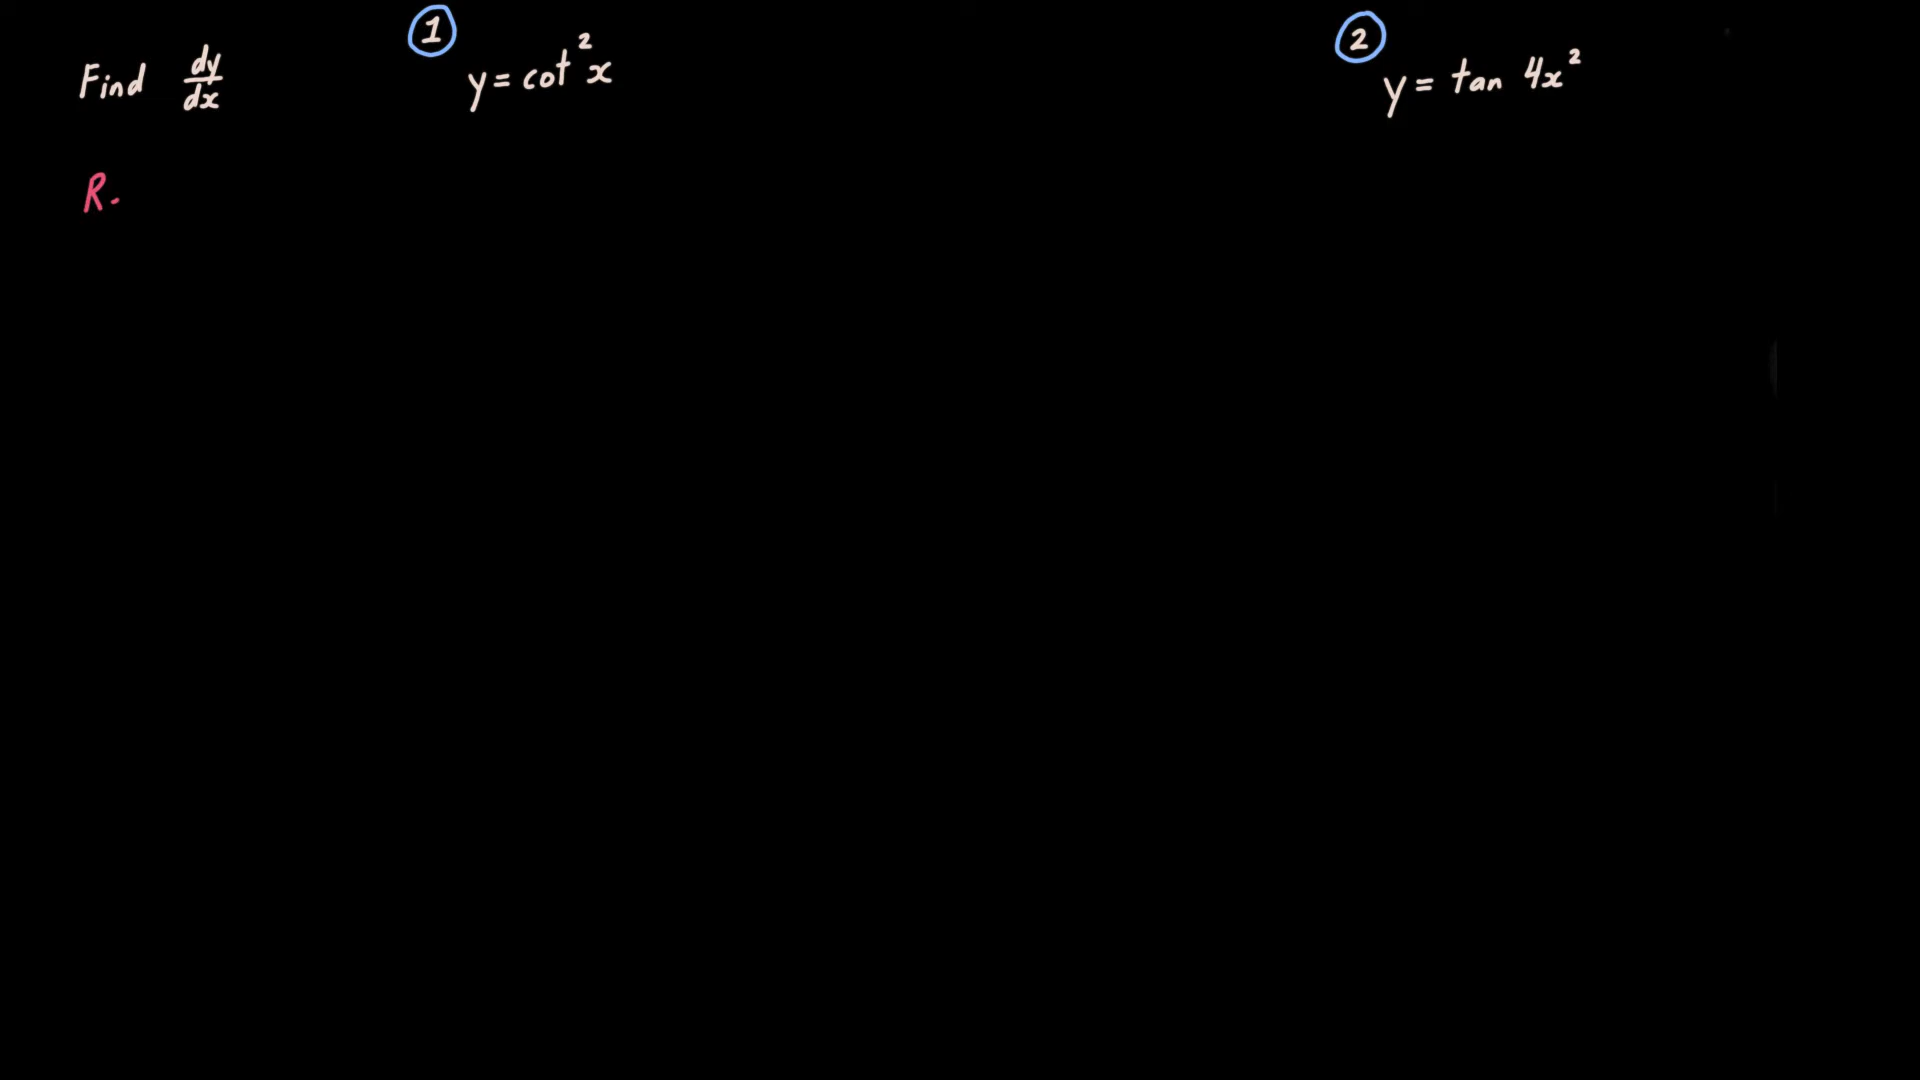 ① ②
Find dy/dx y = cot² x y = tan 4x²
R.